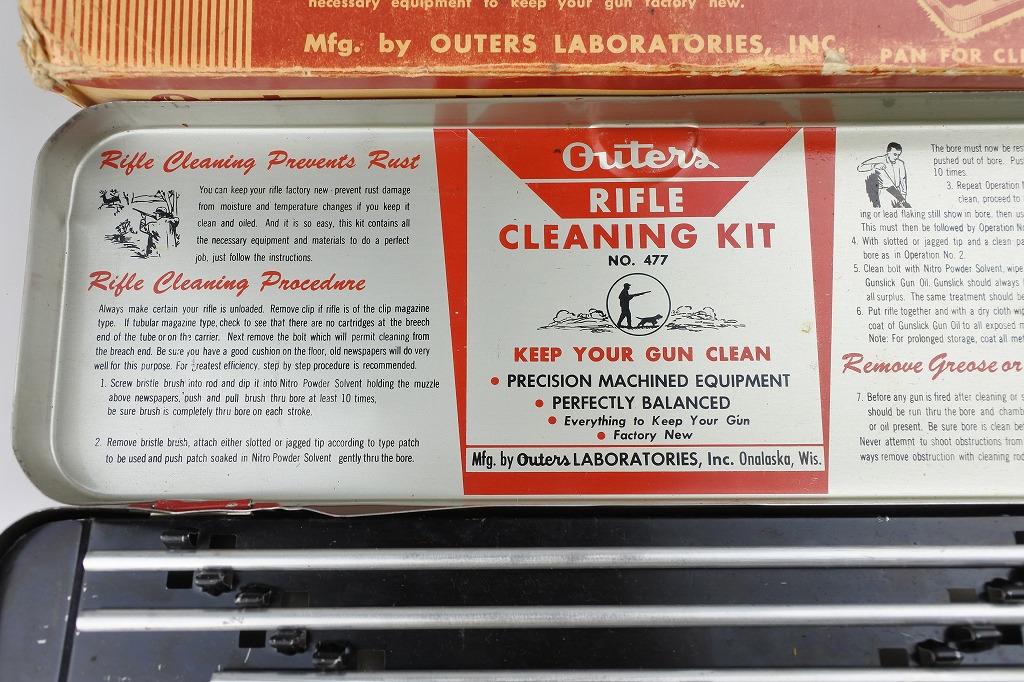 necessary equipment to keep your gun factory new.
Mfg. by OUTERS LABORATORIES, INC.
PAN FOR CLE
Rifle Cleaning Prevents Rust
You can keep your rifle factory new - prevent rust damage
from moisture and temperature changes if you keep it
clean and oiled. And it is so easy, this kit contains all
the necessary equipment and materials to do a perfect
job, just follow the instructions.
Rifle Cleaning Procednre
Always make certain your rifle is unloaded. Remove clip if rifle is of the clip magazine
type. If tubular magazine type, check to see that there are no cartridges at the breech
end of the tube or on the carrier. Next remove the bolt which will permit cleaning from
the breach end. Be sure you have a good cushion on the floor, old newspapers will do very
well for this purpose. For greatest efficiency, step by step procedure is recommended.
1. Screw bristle brush into rod and dip it into Nitro Powder Solvent holding the muzzle
above newspapers, push and pull brush thru bore at least 10 times,
be sure brush is completely thru bore on each stroke.
2. Remove bristle brush, attach either slotted or jagged tip according to type patch
to be used and push patch soaked in Nitro Powder Solvent gently thru the bore.
Outers
RIFLE
CLEANING KIT
NO. 477
KEEP YOUR GUN CLEAN
• PRECISION MACHINED EQUIPMENT
• PERFECTLY BALANCED
• Everything to Keep Your Gun
• Factory New
Mfg. by Outers LABORATORIES, Inc. Onalaska, Wis.
The bore must now be res
pushed out of bore. Pus
10 times.
3. Repeat Operation
clean, proceed to
ing or lead flaking still show in bore, then us
This must then be followed by Operation No
4. With slotted or jagged tip and a clean pa
bore as in Operation No. 2.
5. Clean bolt with Nitro Powder Solvent, wipe
Gunslick Gun Oil. Gunslick should always
all surplus. The same treatment should be
6. Put rifle together and with a dry cloth wi
coat of Gunslick Gun Oil to all exposed m
Note: For prolonged storage, coat all met
Remove Grease or
7. Before any gun is fired after cleaning or s
should be run thru the bore and chamb
or oil present. Be sure bore is clean be
Never attemnt to shoot obstructions from
ways remove obstruction with cleaning rod